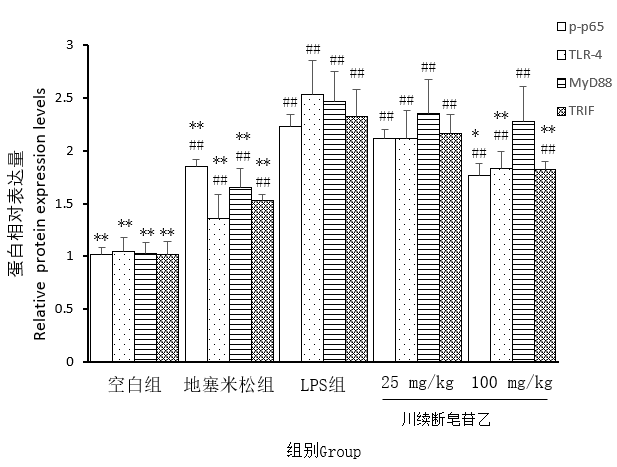 p-p65
TLR-4
MyD88
TRIF
蛋白相对表达量
Relative protein expression levels
3
2.5
2
1.5
1
0.5
0
** ** ** **
** ## ** ## ** ## ** ##
## ## ## ##
## ## ## ##
* ## ** ## ## ** ##
空白组 地塞米松组 LPS组 25 mg/kg 100 mg/kg
川续断皂苷乙
组别Group